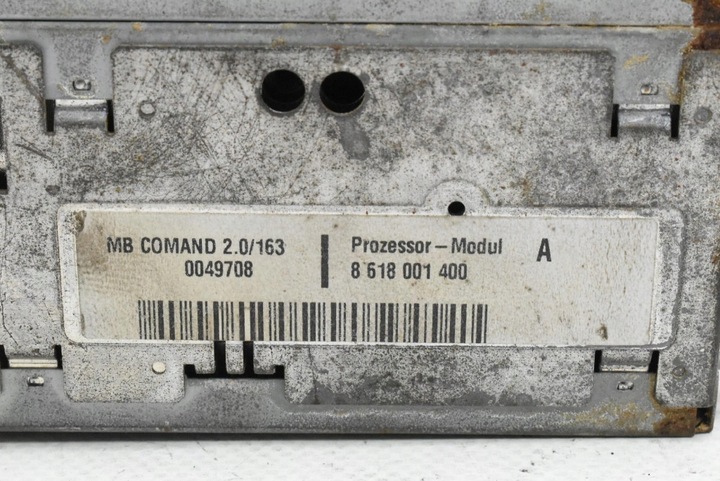 MB COMAND 2.0/163
0049708
Prozessor-Modul A
8 618 001 400